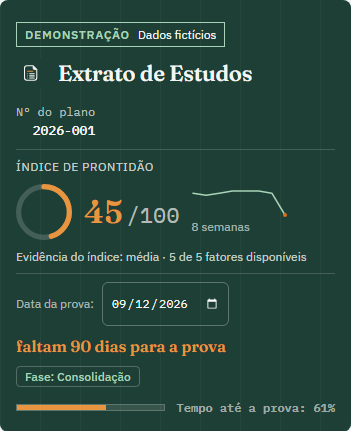 DEMONSTRAÇÃO Dados fictícios
Extrato de Estudos
Nº do plano
2026-001
ÍNDICE DE PRONTIDÃO
45/100
8 semanas
Evidência do índice: média · 5 de 5 fatores disponíveis
Data da prova: 09/12/2026
faltam 90 dias para a prova
Fase: Consolidação
Tempo até a prova: 61%